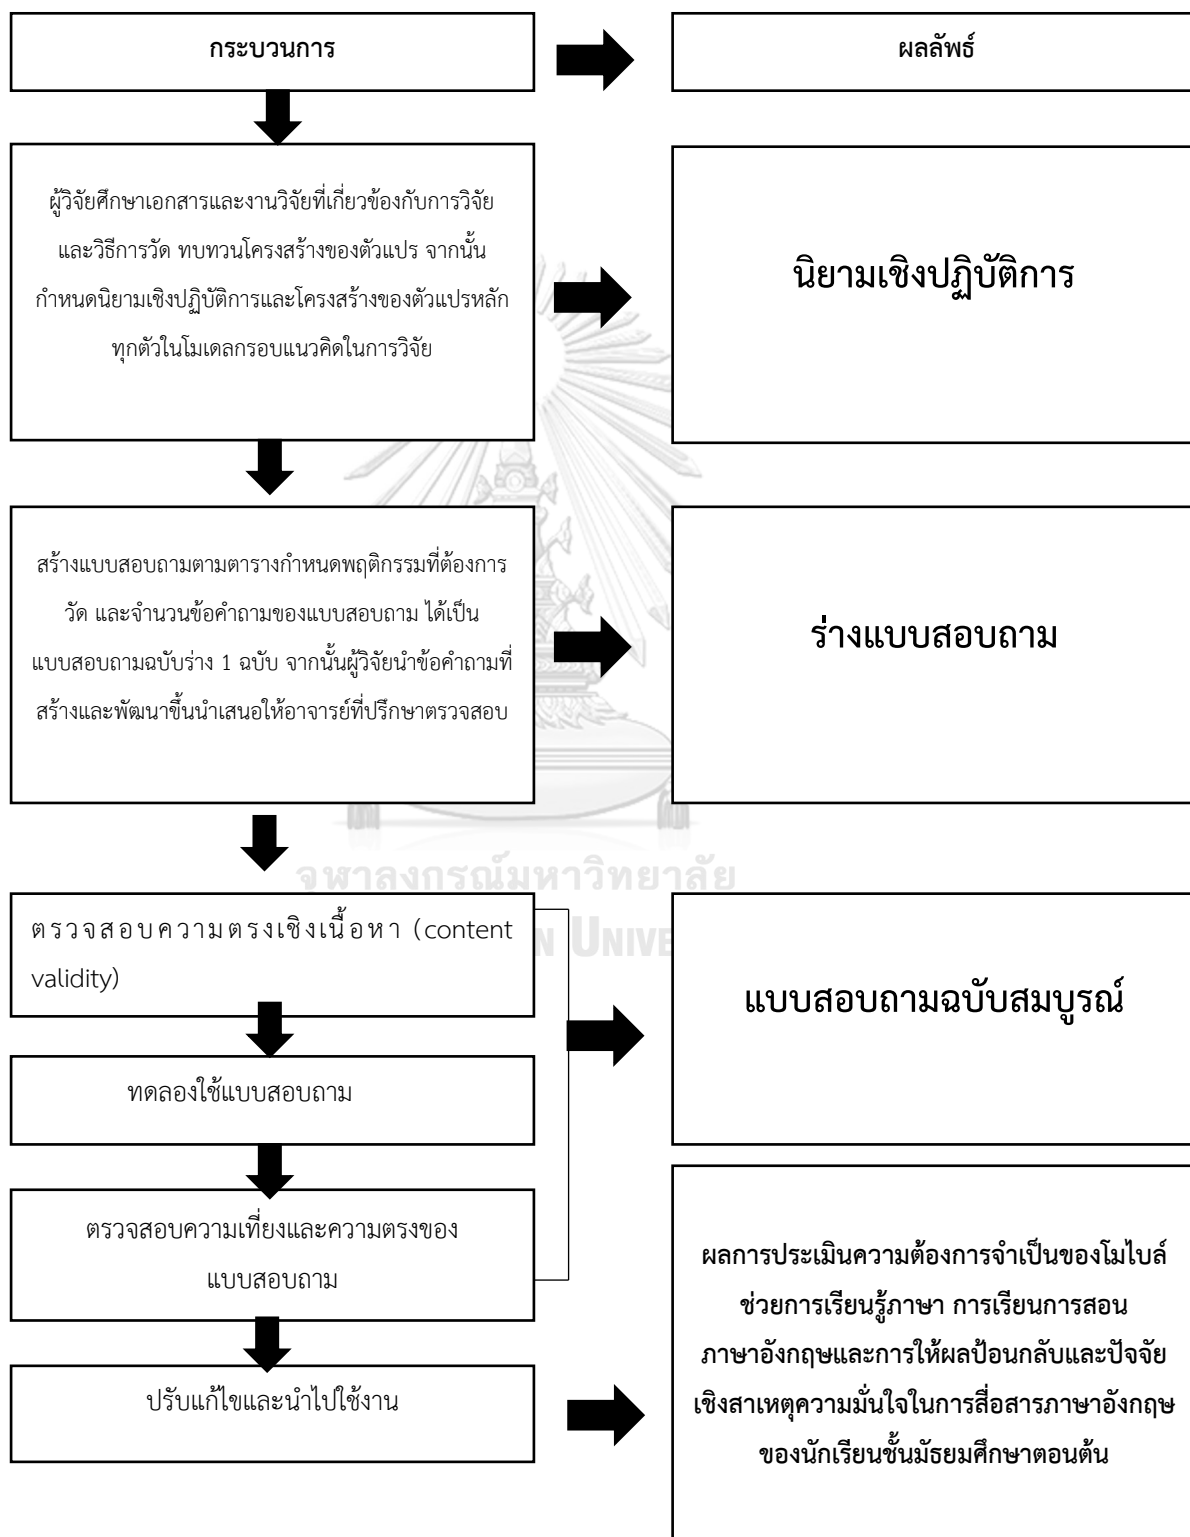 กระบวนการ
ผลลัพธ์
ผู้วิจัยศึกษาเอกสารและงานวิจัยที่เกี่ยวข้องกับการวิจัย
และวิธีการวัด ทบทวนโครงสร้างของตัวแปร จากนั้น
กำหนดนิยามเชิงปฏิบัติการและโครงสร้างของตัวแปรหลัก
ทุกตัวในโมเดลกรอบแนวคิดในการวิจัย
นิยามเชิงปฏิบัติการ
สร้างแบบสอบถามตามตารางกำหนดพฤติกรรมที่ต้องการ
วัด และจำนวนข้อคำถามของแบบสอบถาม ได้เป็น
แบบสอบถามฉบับร่าง 1 ฉบับ จากนั้นผู้วิจัยนำข้อคำถามที่
สร้างและพัฒนาขึ้นนำเสนอให้อาจารย์ที่ปรึกษาตรวจสอบ
ร่างแบบสอบถาม
จุฬาลงกรณ์มหาวิทยาลัย
ตรวจสอบความตรงเชิงเนื้อหา (content
validity)
ทดลองใช้แบบสอบถาม
ตรวจสอบความเที่ยงและความตรงของ
แบบสอบถาม
แบบสอบถามฉบับสมบูรณ์
ปรับแก้ไขและนำไปใช้งาน
ผลการประเมินความต้องการจำเป็นของโมไบล์
ช่วยการเรียนรู้ภาษา การเรียนการสอน
ภาษาอังกฤษและการให้ผลป้อนกลับและปัจจัย
เชิงสาเหตุความมั่นใจในการสื่อสารภาษาอังกฤษ
ของนักเรียนชั้นมัธยมศึกษาตอนต้น